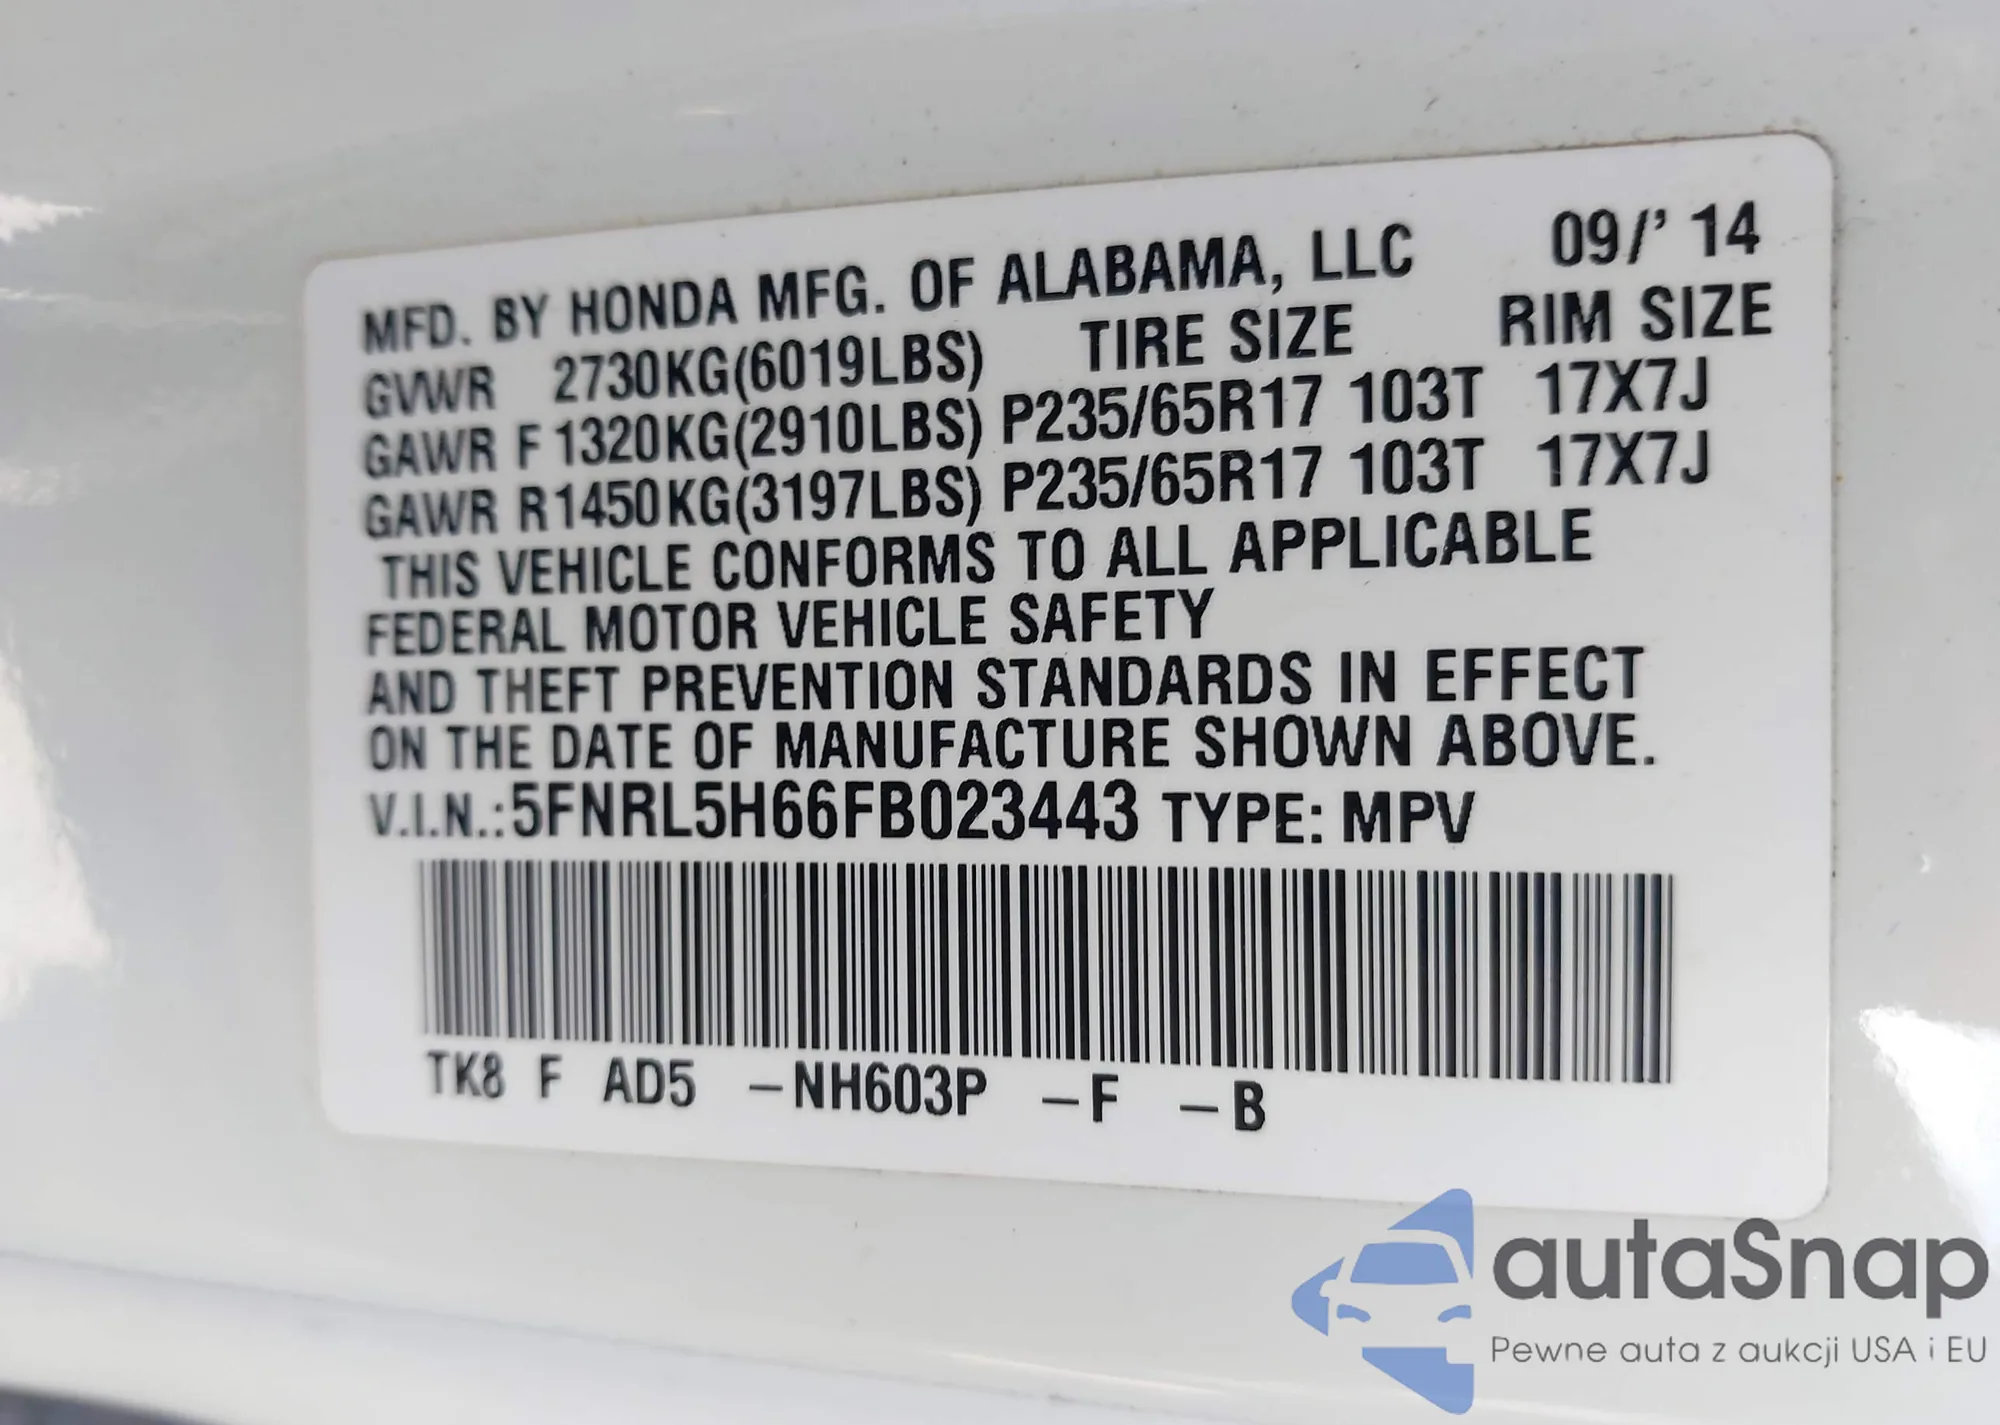 MFD. BY HONDA MFG. OF ALABAMA, LLC 09/' 14
GVWR 2730KG(6019LBS) TIRE SIZE RIM SIZE
GAWR F 1320KG(2910LBS) P235/65R17 103T 17X7J
GAWR R1450KG(3197LBS) P235/65R17 103T 17X7J
THIS VEHICLE CONFORMS TO ALL APPLICABLE
FEDERAL MOTOR VEHICLE SAFETY
AND THEFT PREVENTION STANDARDS IN EFFECT
ON THE DATE OF MANUFACTURE SHOWN ABOVE.
V.I.N.:5FNRL5H66FB023443 TYPE: MPV
TK8 F AD5 –NH603P –F –B
autaSnap
Pewne auta z aukcji USA i EU